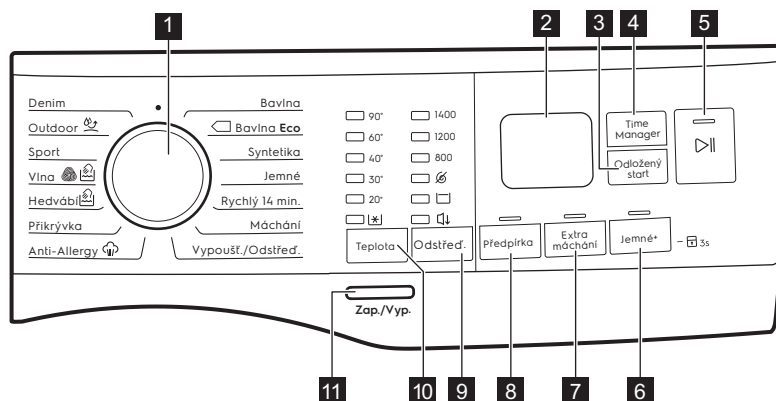 1
2
3
4
5
Denim
Outdoor
Sport
Vlna
Hedvábí
Přikrývka
Anti-Allergy
Bavlna
Bavlna Eco
Syntetika
Jemné
Rychlý 14 min.
Máchání
Vypoušť./Odstřeď.
90°
60°
40°
30°
20°
1400
1200
800
Teplota
Odstřeď.
Time
Manager
Odložený
start
Předpírka
Extra
máchání
Jemné+
– 3s
Zap./Vyp.
11
10
9
8
7
6